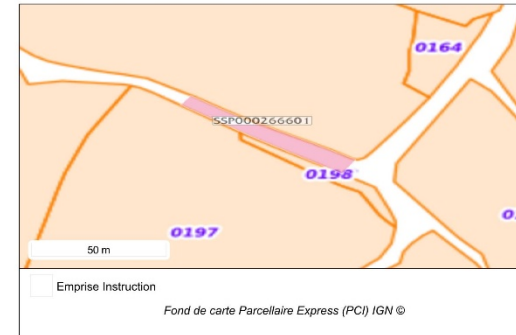 0164
SSP000266601
0198
0197
50 m
Emprise Instruction
Fond de carte Parcellaire Express (PCI) IGN ©